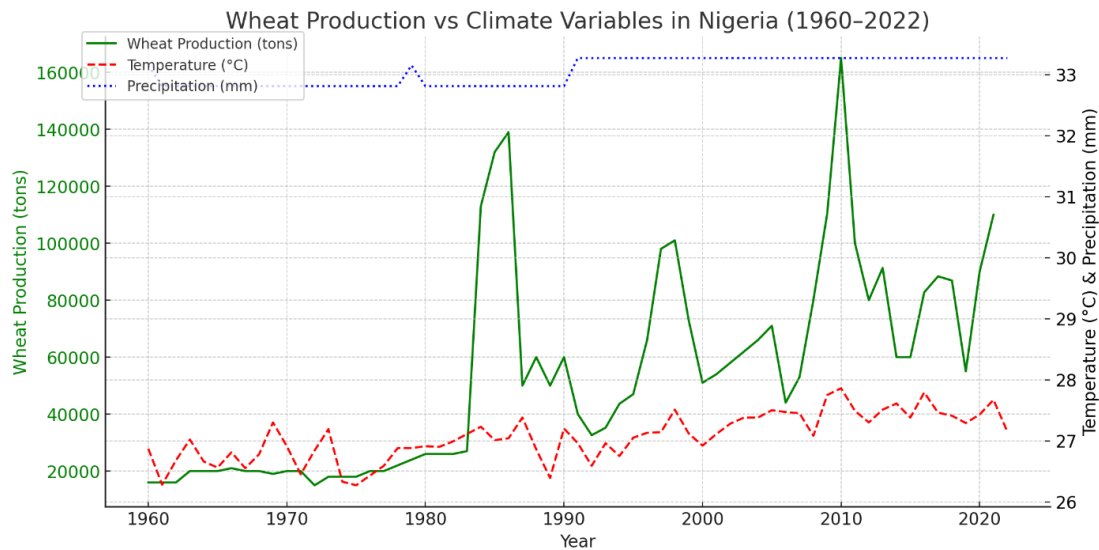 Wheat Production vs Climate Variables in Nigeria (1960–2022)
Wheat Production (tons)
Temperature (°C)
Precipitation (mm)
160000
140000
120000
100000
80000
60000
40000
20000
Wheat Production (tons)
33
32
31
30
29
28
27
26
Temperature (°C) & Precipitation (mm)
1960 1970 1980 1990 2000 2010 2020
Year